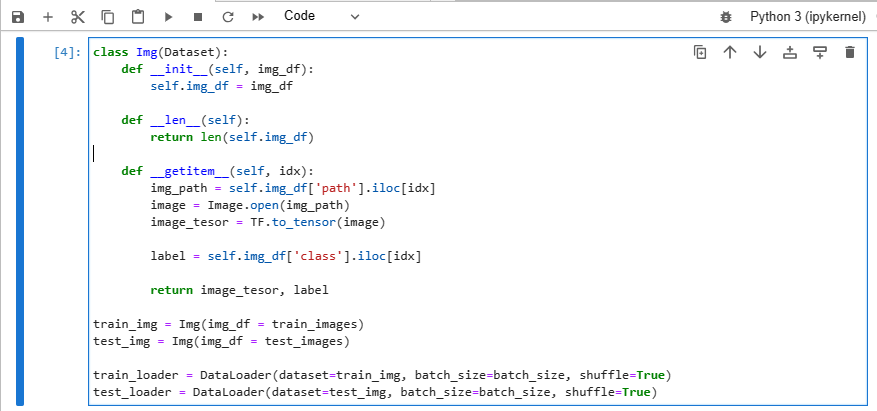 Code
Python 3 (ipykernel)
[4]:
class Img(Dataset):
    def __init__(self, img_df):
        self.img_df = img_df

    def __len__(self):
        return len(self.img_df)

    def __getitem__(self, idx):
        img_path = self.img_df['path'].iloc[idx]
        image = Image.open(img_path)
        image_tesor = TF.to_tensor(image)

        label = self.img_df['class'].iloc[idx]

        return image_tesor, label

train_img = Img(img_df = train_images)
test_img = Img(img_df = test_images)

train_loader = DataLoader(dataset=train_img, batch_size=batch_size, shuffle=True)
test_loader = DataLoader(dataset=test_img, batch_size=batch_size, shuffle=True)